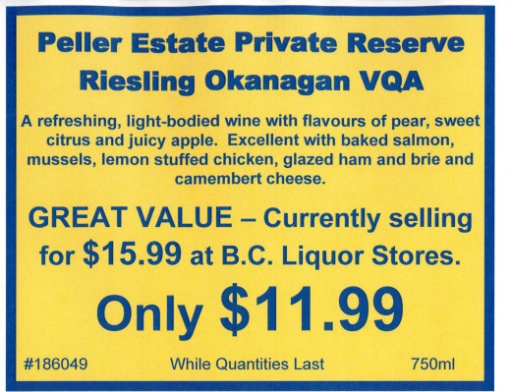 Peller Estate Private Reserve
Riesling Okanagan VQA
A refreshing, light-bodied wine with flavours of pear, sweet
citrus and juicy apple.  Excellent with baked salmon,
mussels, lemon stuffed chicken, glazed ham and brie and
camembert cheese.
GREAT VALUE – Currently selling
for $15.99 at B.C. Liquor Stores.
Only $11.99
#186049 While Quantities Last 750ml